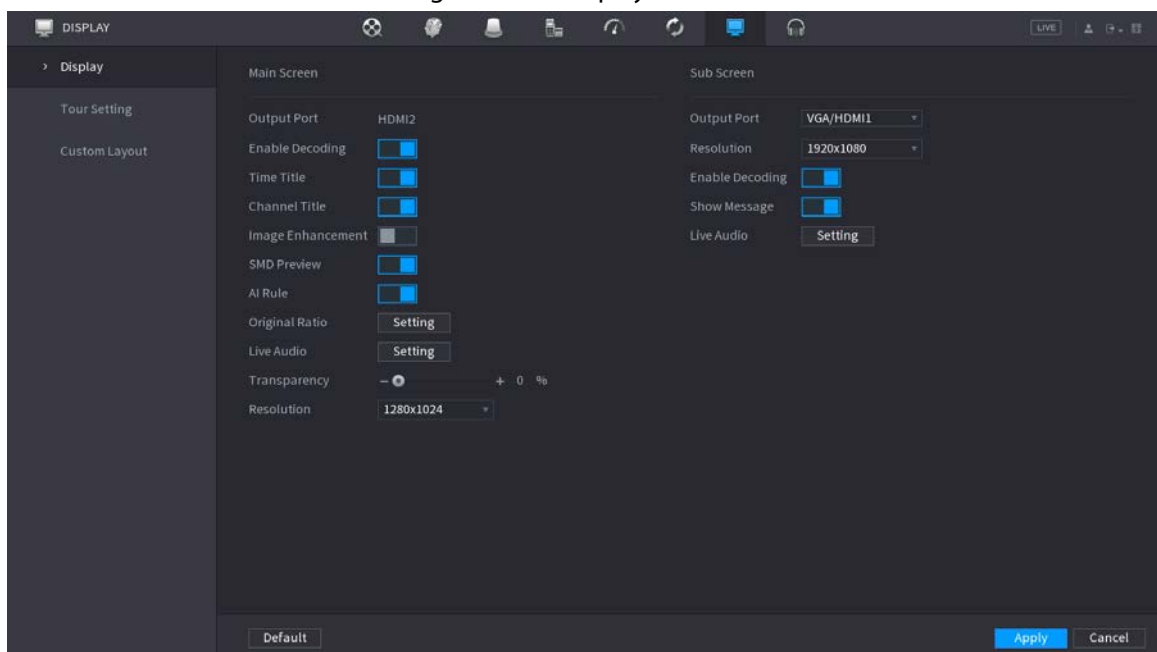 DISPLAY
LIVE
Display
Tour Setting
Custom Layout
Main Screen
Output Port HDMI2
Enable Decoding
Time Title
Channel Title
Image Enhancement
SMD Preview
AI Rule
Original Ratio Setting
Live Audio Setting
Transparency - + 0 %
Resolution 1280x1024
Sub Screen
Output Port VGA/HDMI1
Resolution 1920x1080
Enable Decoding
Show Message
Live Audio Setting
Default Apply Cancel